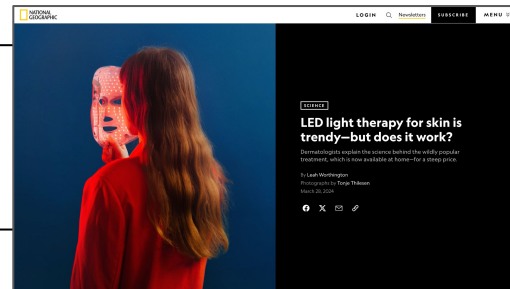 NATIONAL
GEOGRAPHIC
LOGIN
Newsletters
SUBSCRIBE
MENU
SCIENCE
LED light therapy for skin is
trendy—but does it work?
Dermatologists explain the science behind the wildly popular
treatment, which is now available at home—for a steep price.
By Leah Worthington
Photographs by Tonje Thilesen
March 28, 2024